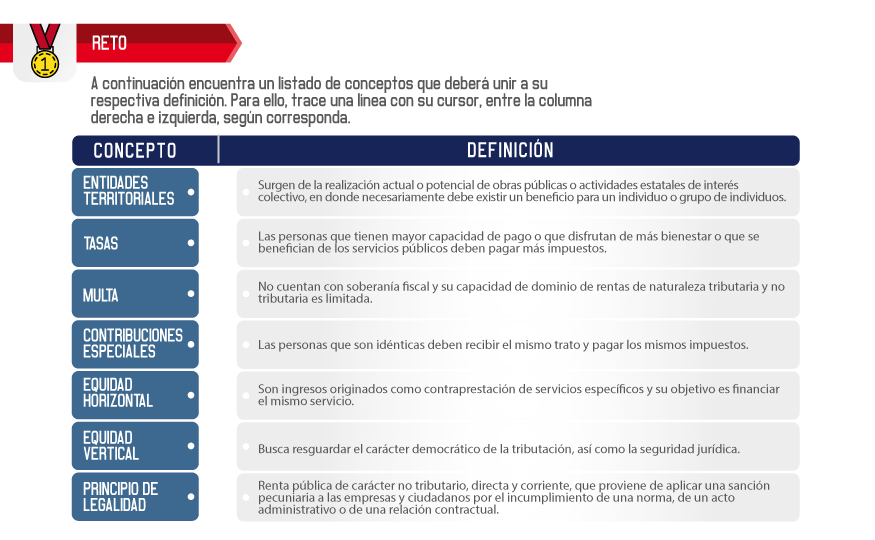 1
RETO
A continuación encuentra un listado de conceptos que deberá unir a su
respectiva definición. Para ello, trace una línea con su cursor, entre la columna
derecha e izquierda, según corresponda.
CONCEPTO
DEFINICIÓN
ENTIDADES
TERRITORIALES
Surgen de la realización actual o potencial de obras públicas o actividades estatales de interés
colectivo, en donde necesariamente debe existir un beneficio para un individuo o grupo de individuos.
TASAS
Las personas que tienen mayor capacidad de pago o que disfrutan de más bienestar o que se
benefician de los servicios públicos deben pagar más impuestos.
MULTA
No cuentan con soberanía fiscal y su capacidad de dominio de rentas de naturaleza tributaria y no
tributaria es limitada.
CONTRIBUCIONES
ESPECIALES
Las personas que son idénticas deben recibir el mismo trato y pagar los mismos impuestos.
EQUIDAD
HORIZONTAL
Son ingresos originados como contraprestación de servicios específicos y su objetivo es financiar
el mismo servicio.
EQUIDAD
VERTICAL
Busca resguardar el carácter democrático de la tributación, así como la seguridad jurídica.
PRINCIPIO DE
LEGALIDAD
Renta pública de carácter no tributario, directa y corriente, que proviene de aplicar una sanción
pecuniaria a las empresas y ciudadanos por el incumplimiento de una norma, de un acto
administrativo o de una relación contractual.